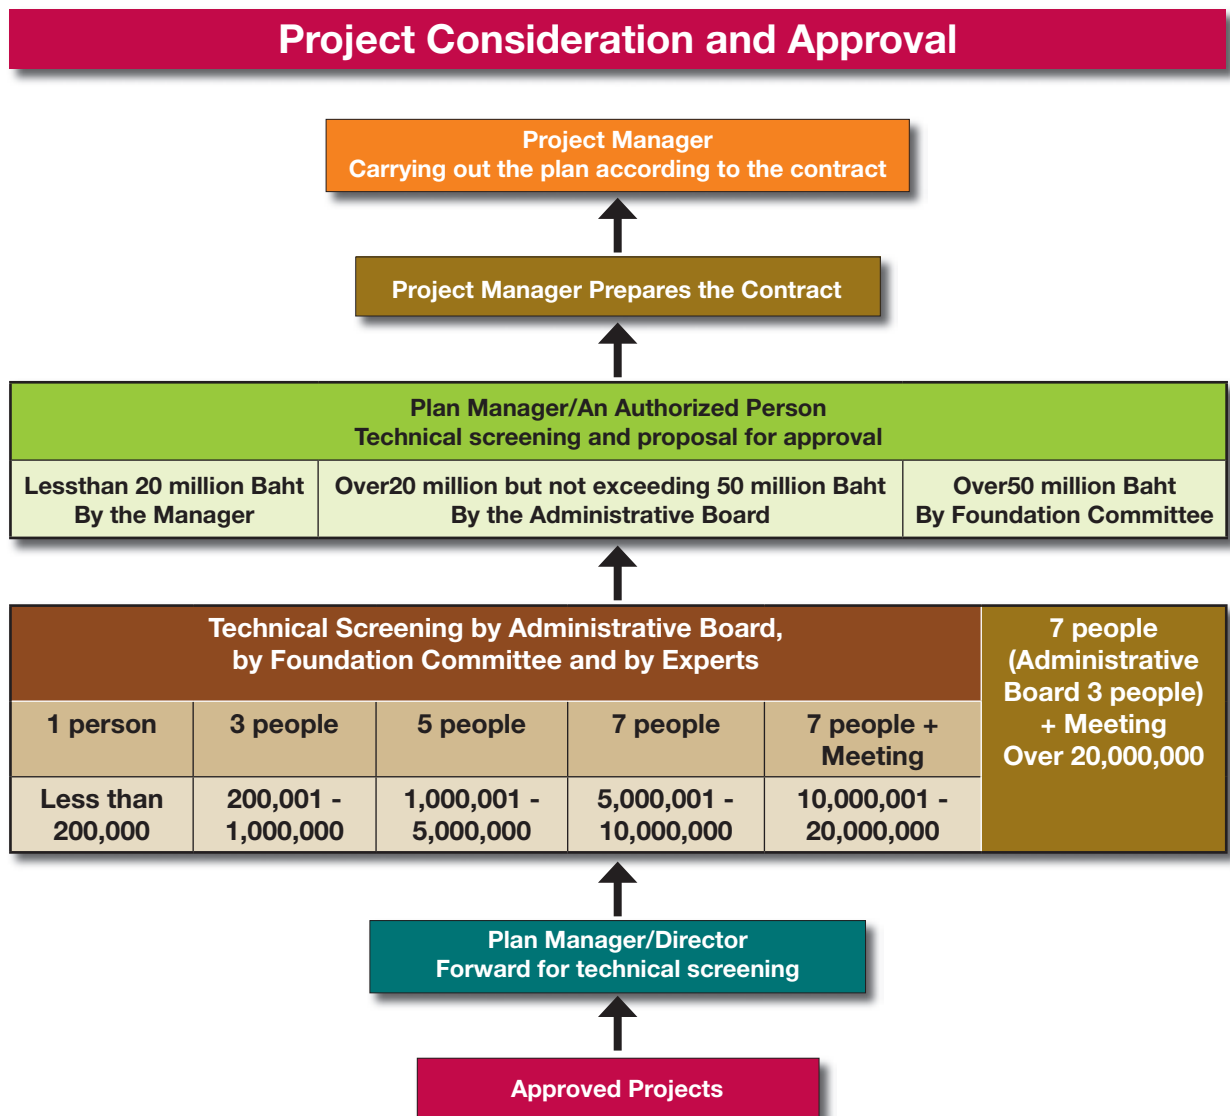 Project Consideration and Approval
Project Manager
Carrying out the plan according to the contract
Project Manager Prepares the Contract
Plan Manager/An Authorized Person
Technical screening and proposal for approval
Lessthan 20 million Baht
By the Manager
Over20 million but not exceeding 50 million Baht
By the Administrative Board
Over50 million Baht
By Foundation Committee
Technical Screening by Administrative Board,
by Foundation Committee and by Experts
7 people
(Administrative
Board 3 people)
+ Meeting
Over 20,000,000
1 person
3 people
5 people
7 people
7 people +
Meeting
Less than
200,000
200,001 -
1,000,000
1,000,001 -
5,000,000
5,000,001 -
10,000,000
10,000,001 -
20,000,000
Plan Manager/Director
Forward for technical screening
Approved Projects